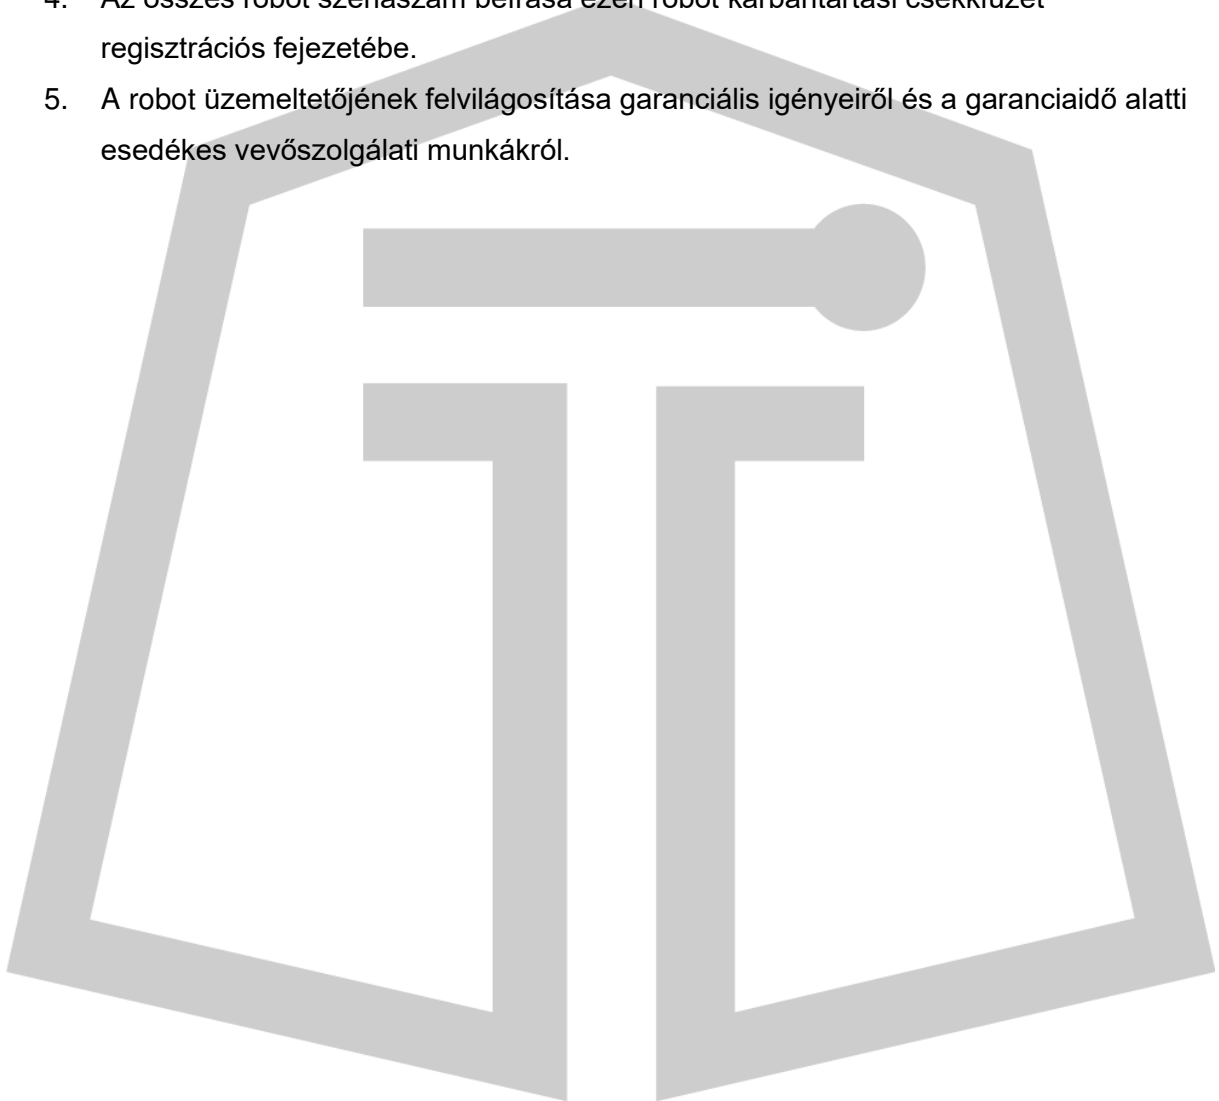 4. Az összes robot szériaszám beírása ezen robot karbantartási csekkfüzet
regisztrációs fejezetébe.
5. A robot üzemeltetőjének felvilágosítása garanciális igényeiről és a garanciaidő alatti
esedékes vevőszolgálati munkákról.